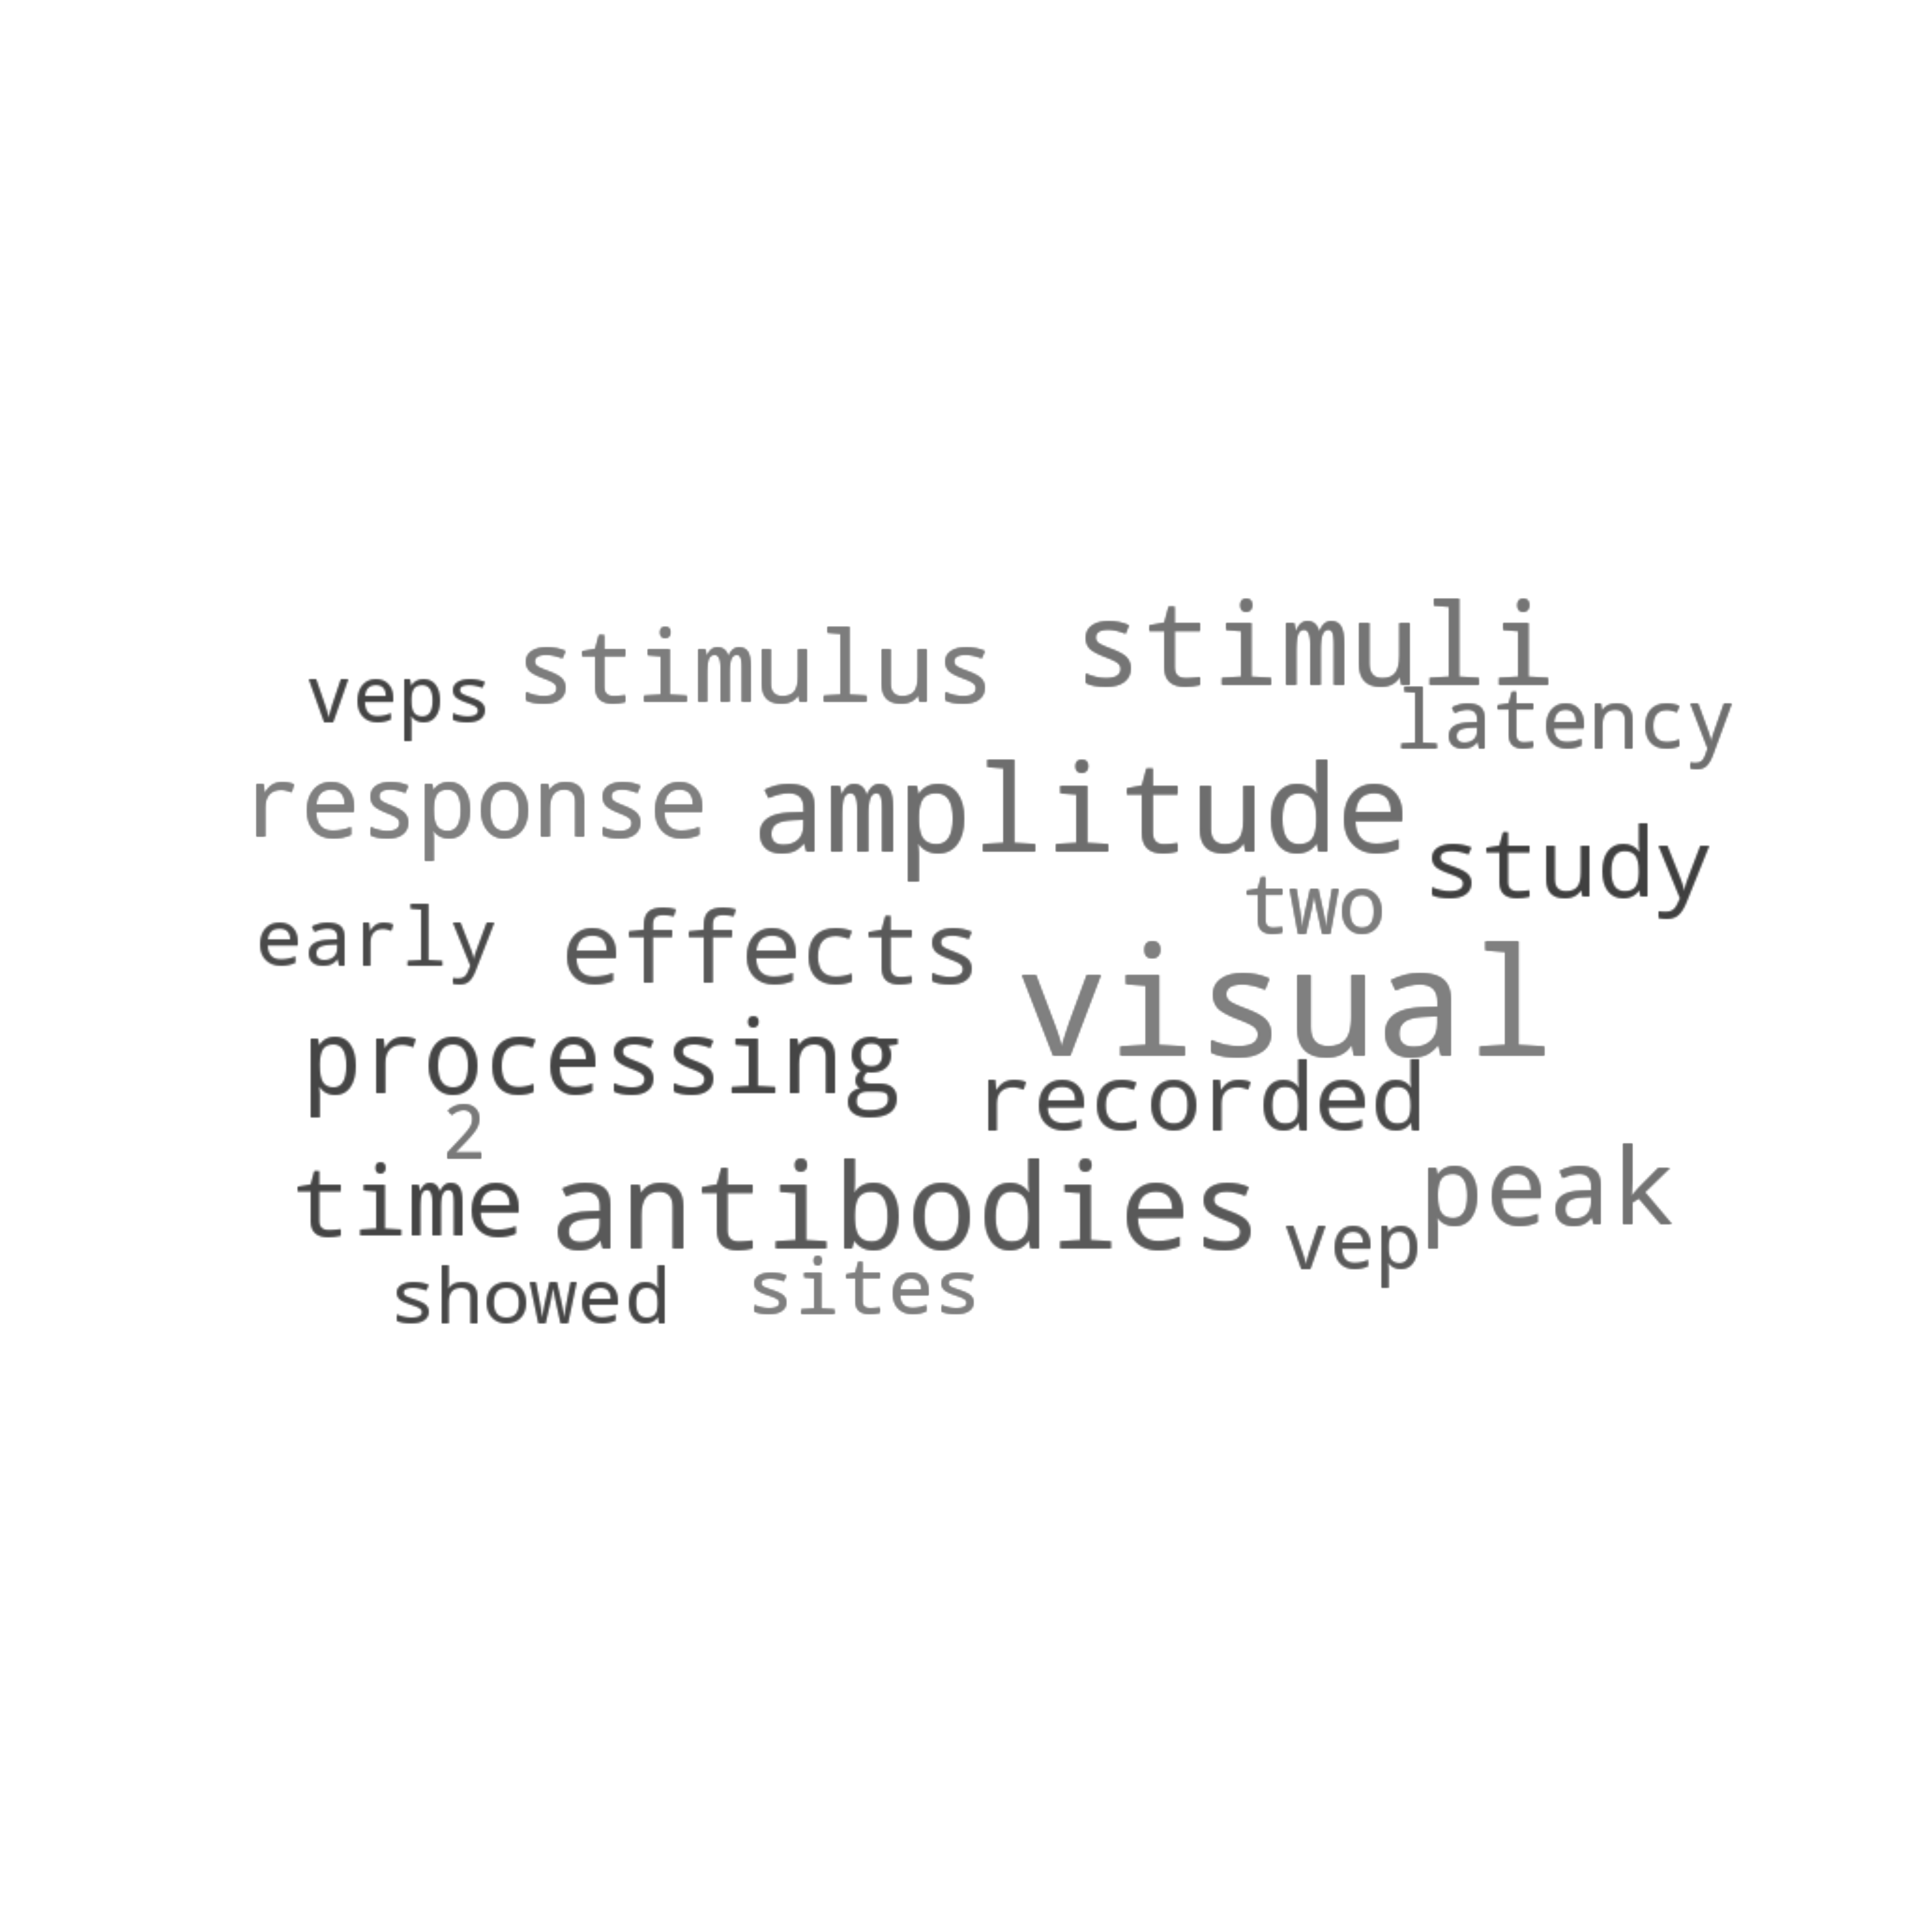 stimuli
veps stimulus
latency
response amplitude
study
two
early effects
visual
processing
recorded
2
time antibodies peak
vep
showed sites